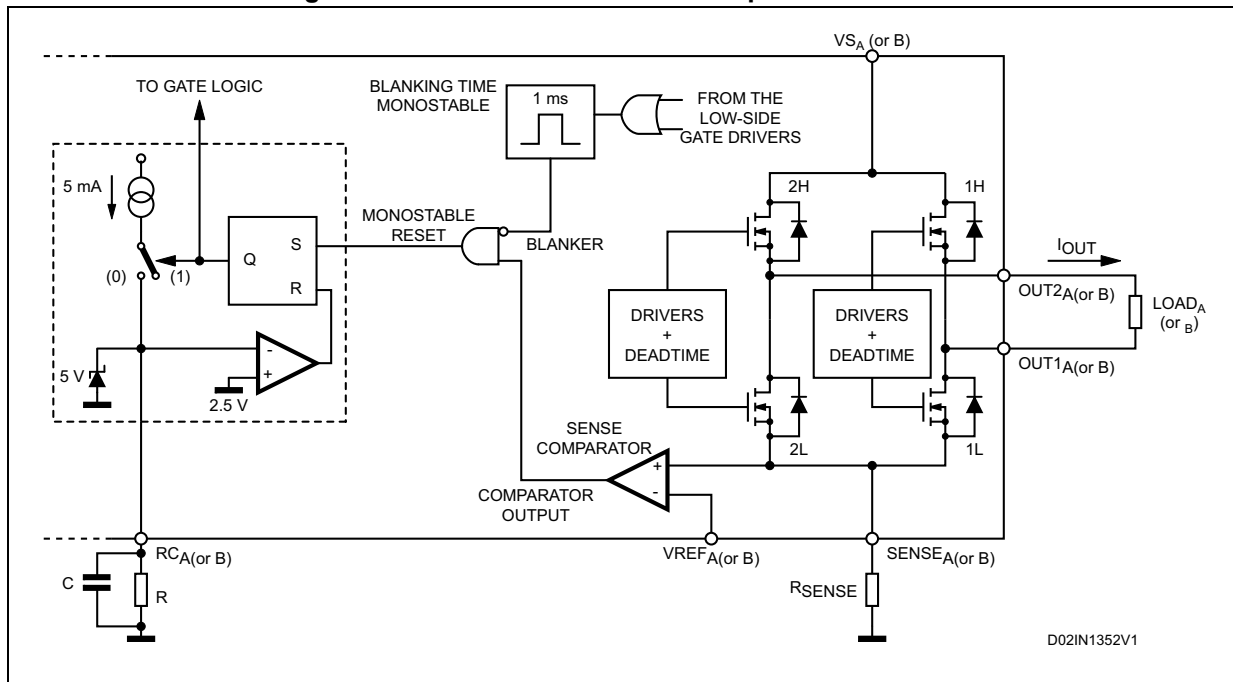 VSA (or B)
TO GATE LOGIC
BLANKING TIME
MONOSTABLE
1 ms
FROM THE
LOW-SIDE
GATE DRIVERS
5 mA
2H
1H
MONOSTABLE
RESET
S
Q
BLANKER
IOUT
(0)
(1)
R
OUT2A(or B)
DRIVERS
+
DEADTIME
DRIVERS
+
DEADTIME
LOADA
(or B)
-
+
OUT1A(or B)
5 V
2.5 V
SENSE
COMPARATOR
2L
1L
+
-
COMPARATOR
OUTPUT
RCA(or B)
VREFA(or B)
SENSEA(or B)
C
R
RSENSE
D02IN1352V1